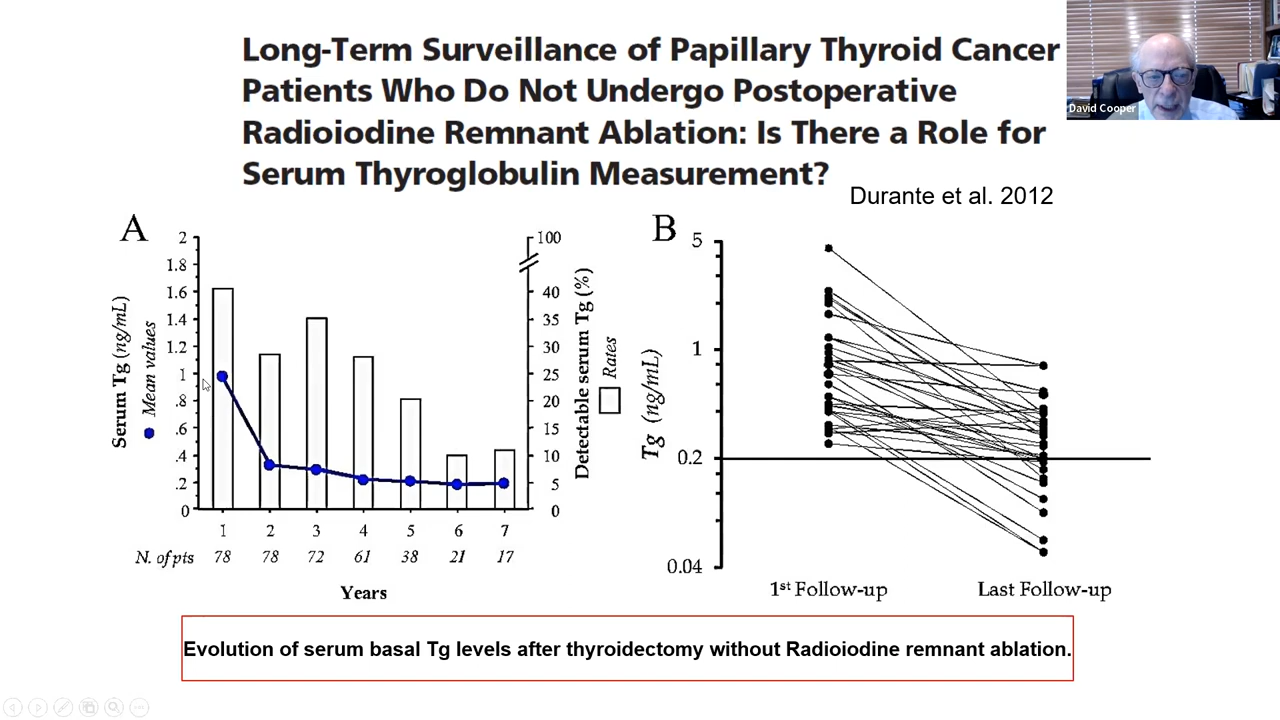 Long-Term Surveillance of Papillary Thyroid Cancer
Patients Who Do Not Undergo Postoperative
Radioiodine Remnant Ablation: Is There a Role for
Serum Thyroglobulin Measurement?
David Cooper
Durante et al. 2012
A
Serum Tg (ng/mL)
Mean values
2
1.8
1.6
1.4
1.2
1
.8
.6
.4
.2
0
100
40
35
30
25
20
15
10
5
0
Detectable serum Tg (%)
Rates
1 2 3 4 5 6 7
N. of pts 78 78 72 61 38 21 17
Years
B
Tg (ng/mL)
5
1
0.2
0.04
1st Follow-up Last Follow-up
Evolution of serum basal Tg levels after thyroidectomy without Radioiodine remnant ablation.